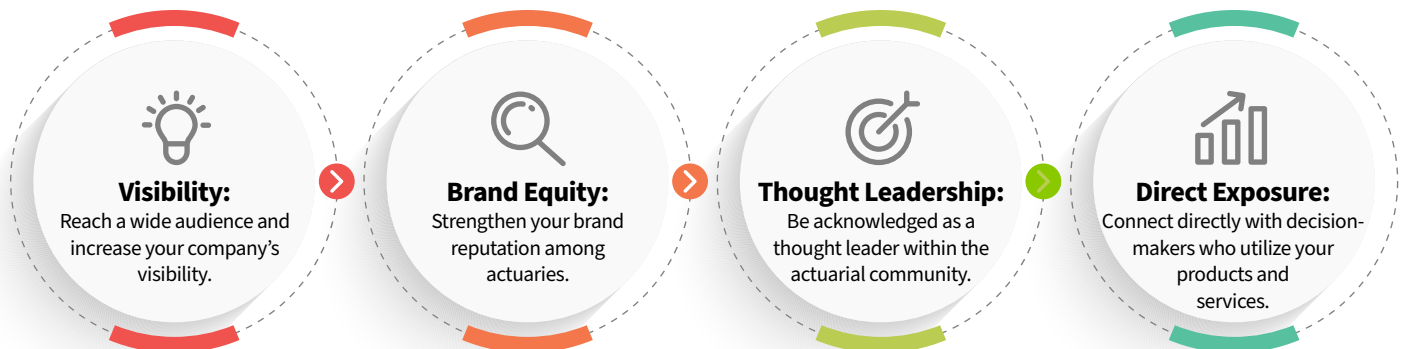 Visibility:
Reach a wide audience and
increase your company’s
visibility.
Brand Equity:
Strengthen your brand
reputation among
actuaries.
Thought Leadership:
Be acknowledged as a
thought leader within the
actuarial community.
Direct Exposure:
Connect directly with decision-
makers who utilize your
products and
services.